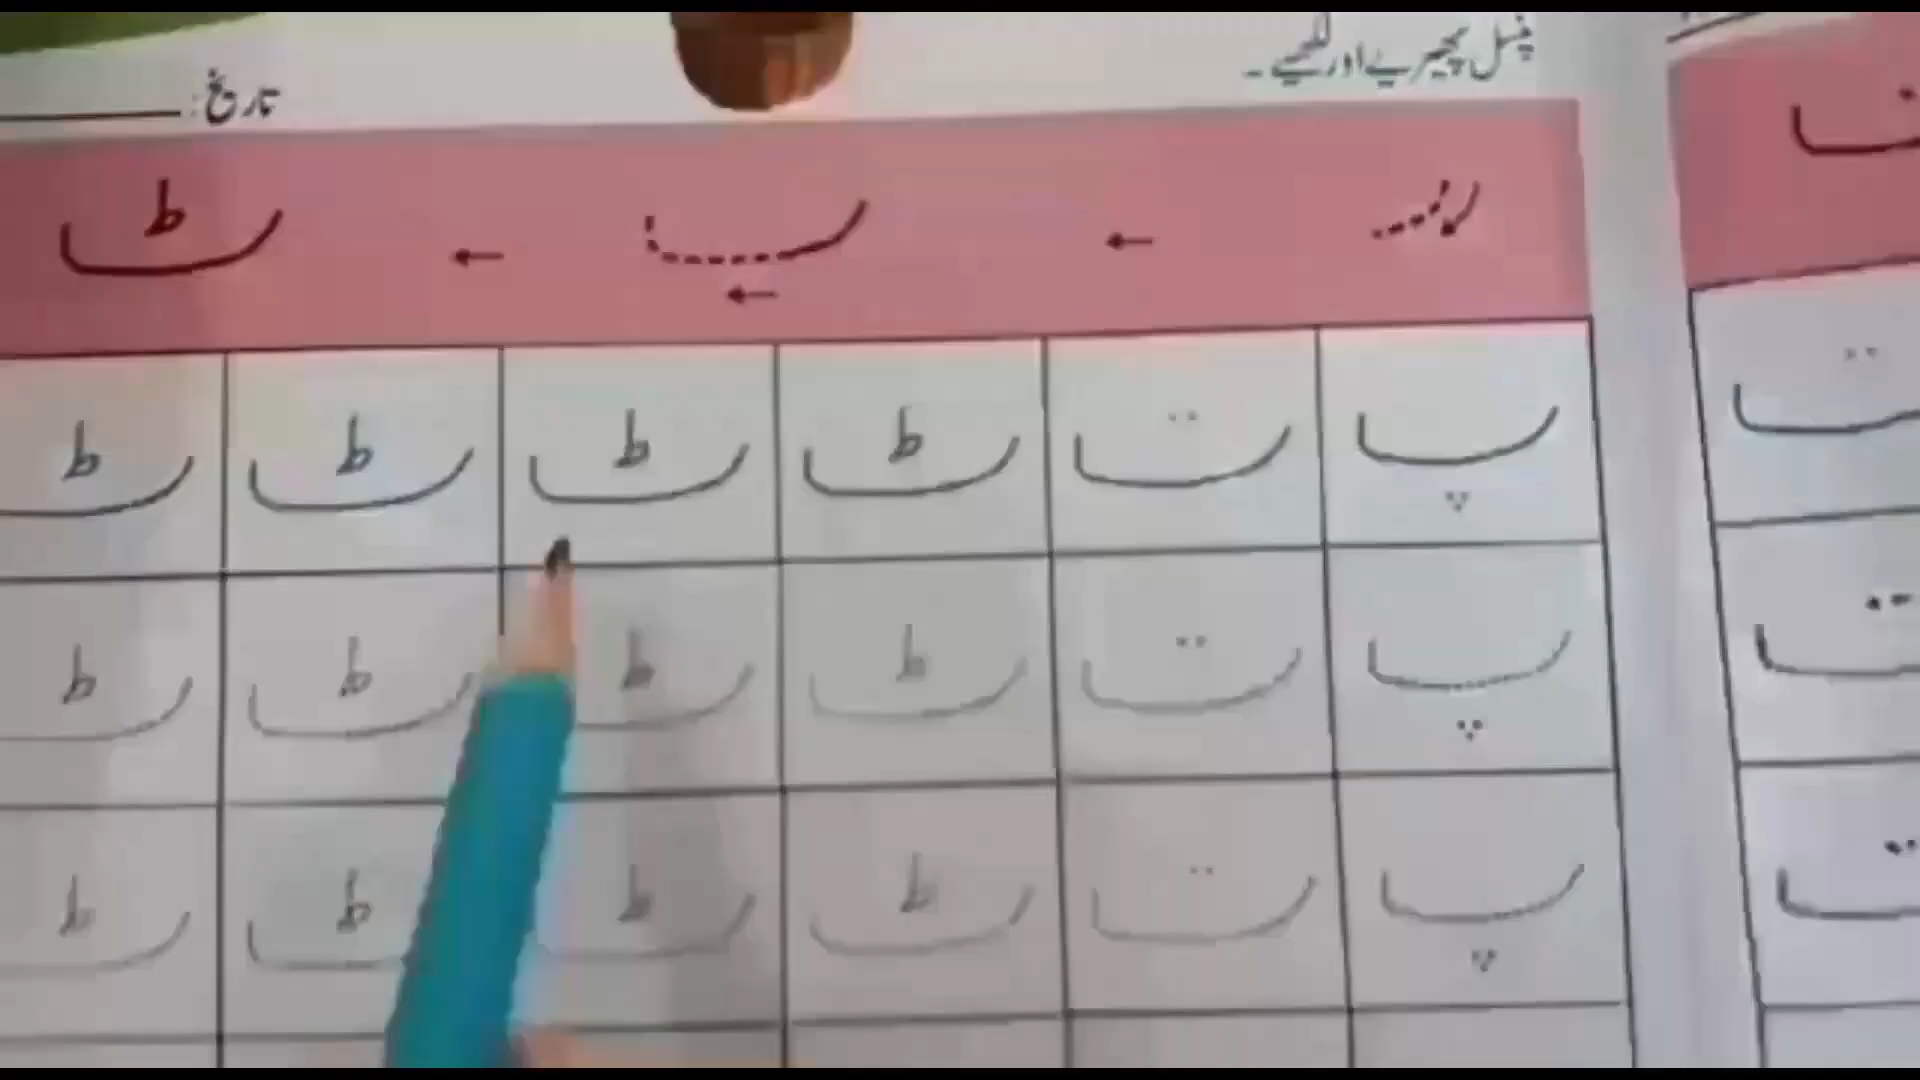 پنسل پھیریے اور لکھیے۔
تاریخ:
ٹ
پ ت ٹ ٹ ٹ ٹ
پ ت ٹ ٹ ٹ ٹ
پ ت ٹ ٹ ٹ ٹ